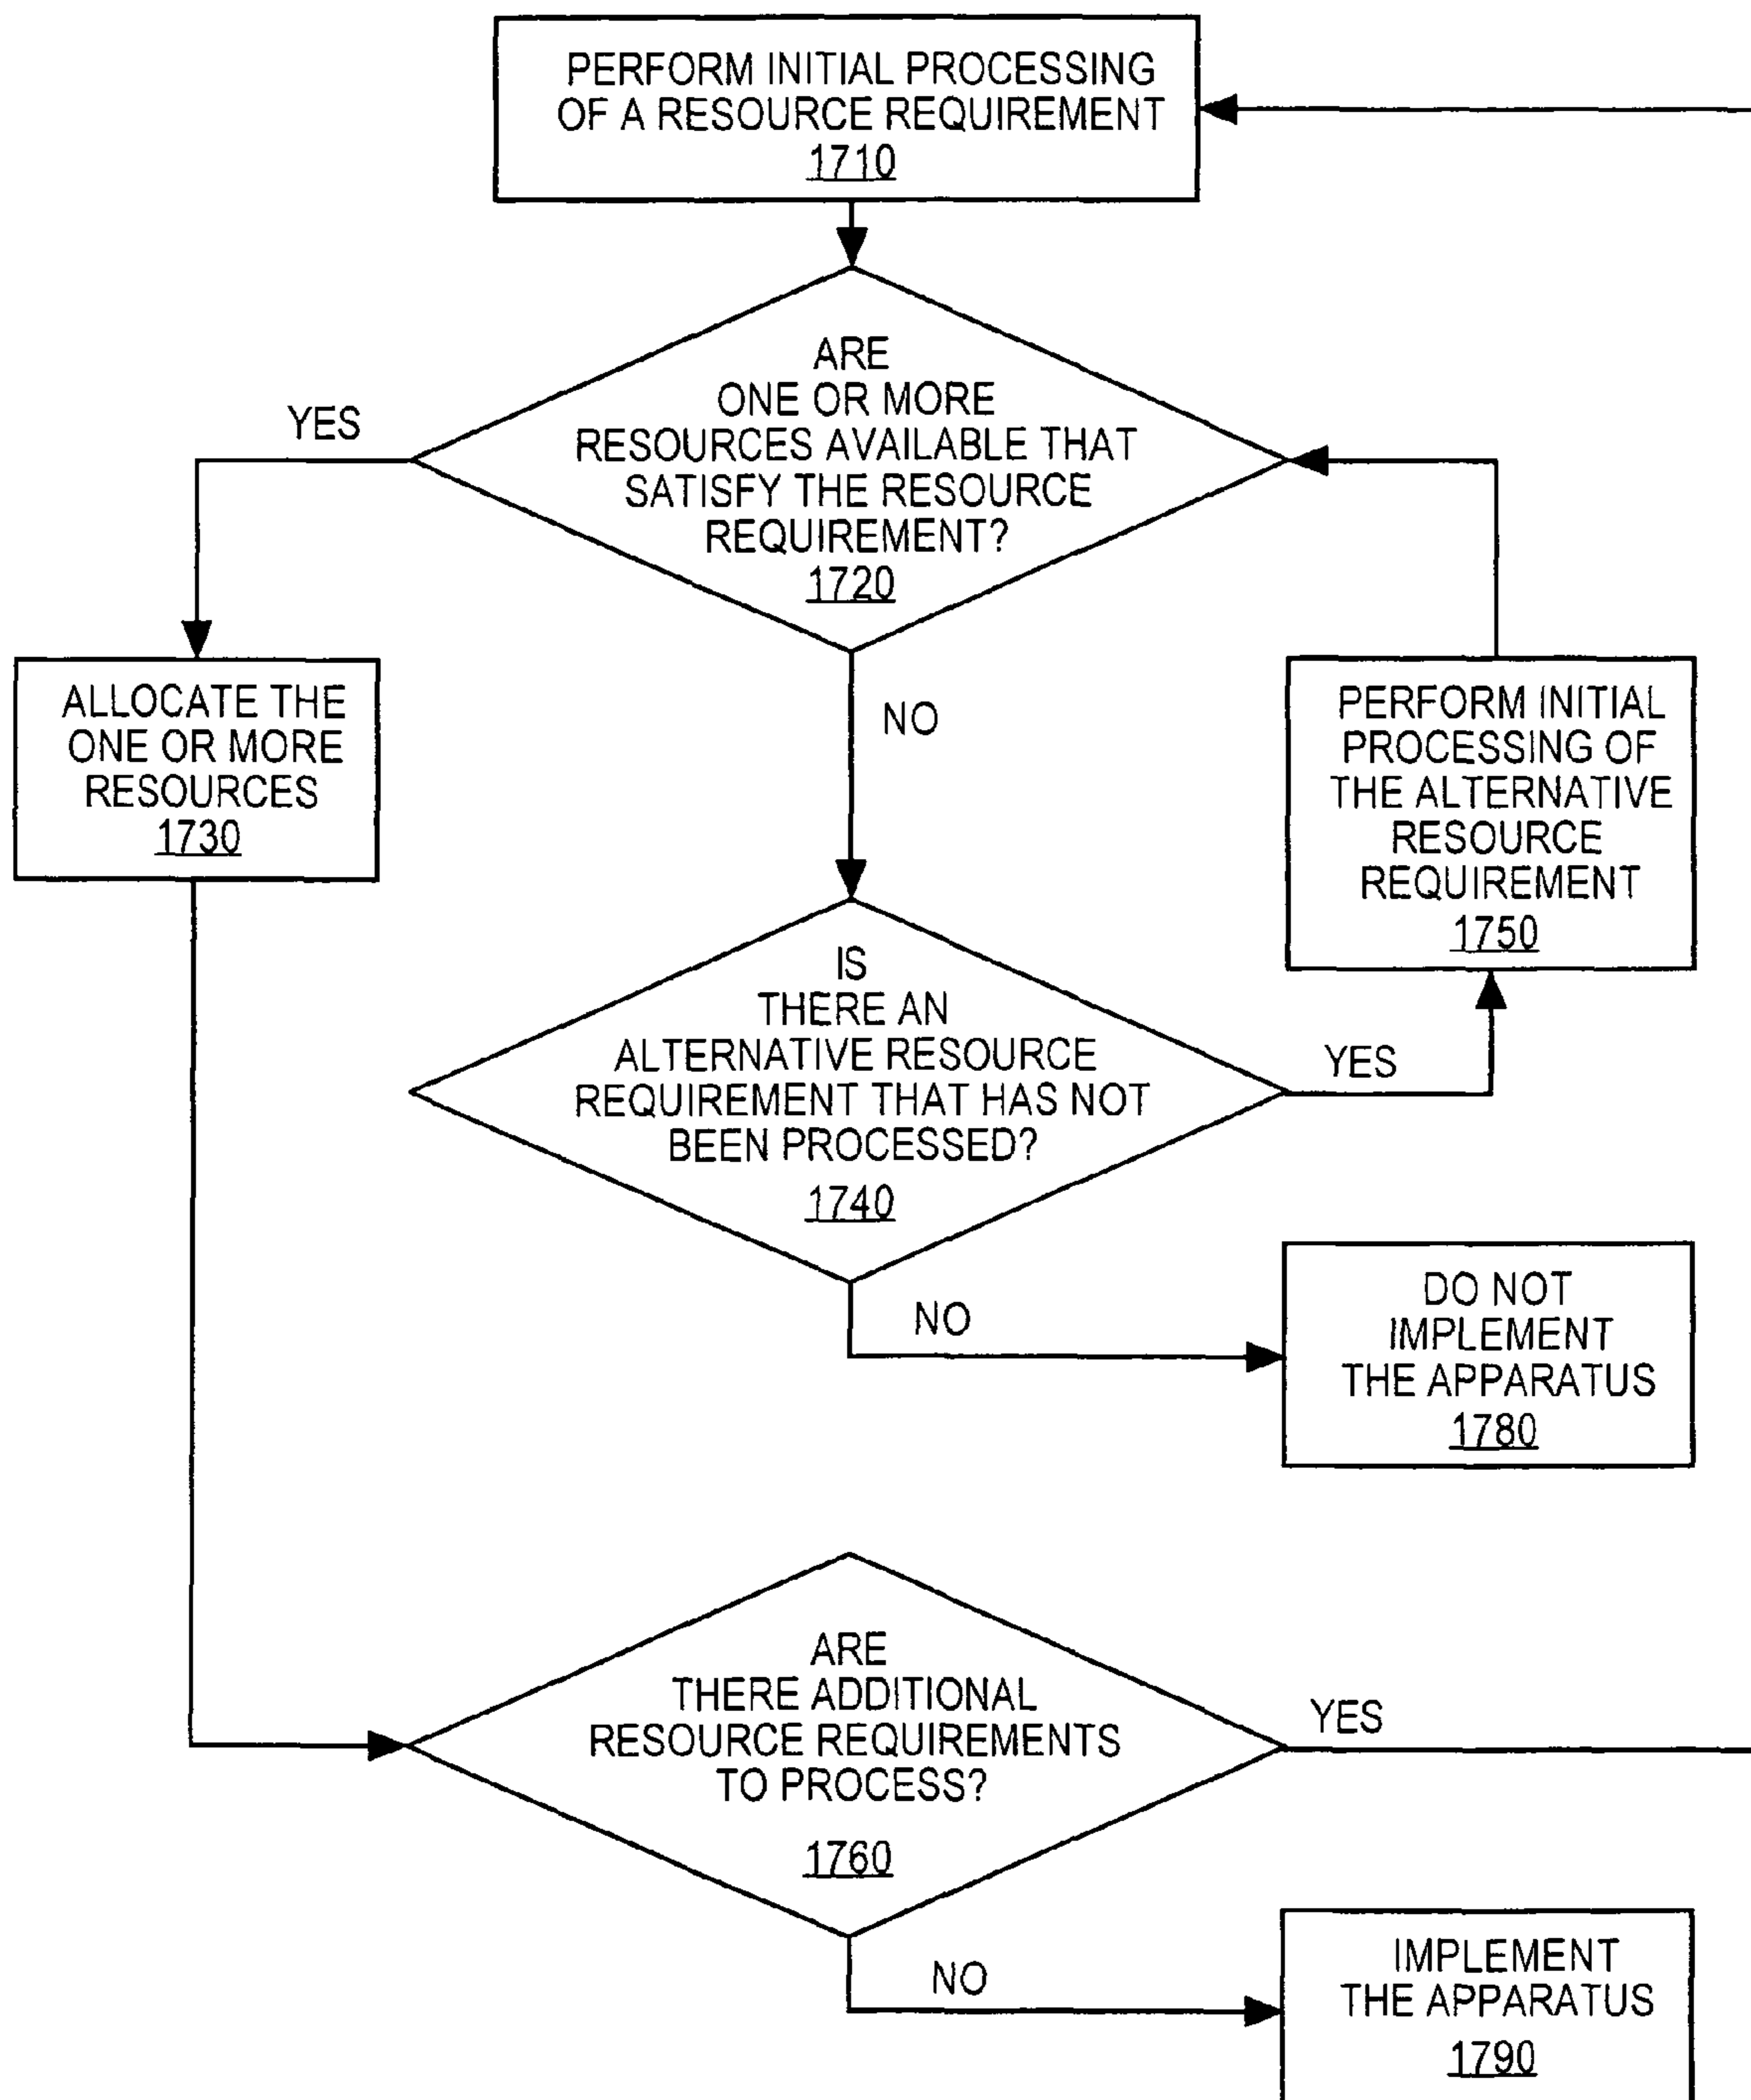 PERFORM INITIAL PROCESSING
OF A RESOURCE REQUIREMENT
1710
ARE
ONE OR MORE
RESOURCES AVAILABLE THAT
SATISFY THE RESOURCE
REQUIREMENT?
1720
YES
NO
ALLOCATE THE
ONE OR MORE
RESOURCES
1730
PERFORM INITIAL
PROCESSING OF
THE ALTERNATIVE
RESOURCE
REQUIREMENT
1750
IS
THERE AN
ALTERNATIVE RESOURCE
REQUIREMENT THAT HAS NOT
BEEN PROCESSED?
1740
YES
NO
DO NOT
IMPLEMENT
THE APPARATUS
1780
ARE
THERE ADDITIONAL
RESOURCE REQUIREMENTS
TO PROCESS?
1760
YES
NO
IMPLEMENT
THE APPARATUS
1790